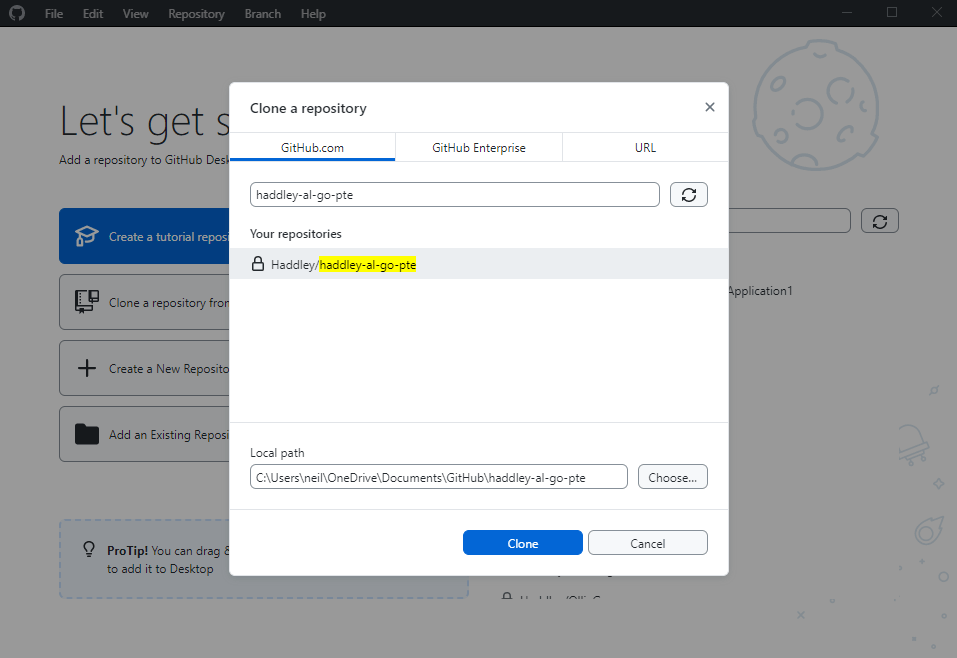 File Edit View Repository Branch Help
Let's get s
Add a repository to GitHub Desk
Create a tutorial reposi
Clone a repository fron
Create a New Reposito
Add an Existing Reposi
ProTip! You can drag &
to add it to Desktop
Clone a repository
GitHub.com GitHub Enterprise URL
haddley-al-go-pte
Your repositories
Haddley/haddley-al-go-pte
Local path
C:\Users\neil\OneDrive\Documents\GitHub\haddley-al-go-pte
Choose...
Clone Cancel
Application1